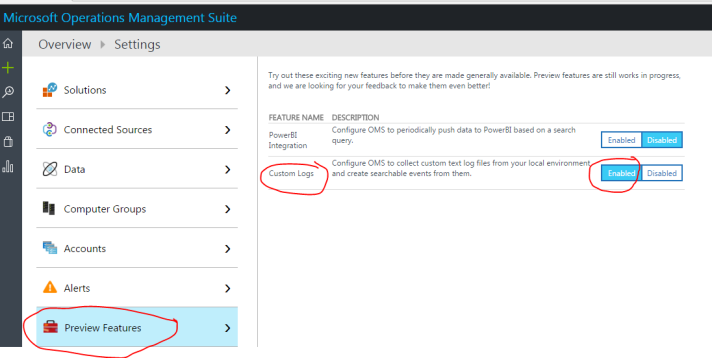 Microsoft Operations Management Suite
Overview Settings
Solutions
Connected Sources
Data
Computer Groups
Accounts
Alerts
Preview Features
Try out these exciting new features before they are made generally available. Preview features are still works in progress,
and we are looking for your feedback to make them even better!
FEATURE NAME DESCRIPTION
PowerBI
Integration
Configure OMS to periodically push data to PowerBI based on a search
query.
Enabled Disabled
Custom Logs
Configure OMS to collect custom text log files from your local environment
and create searchable events from them.
Enabled Disabled